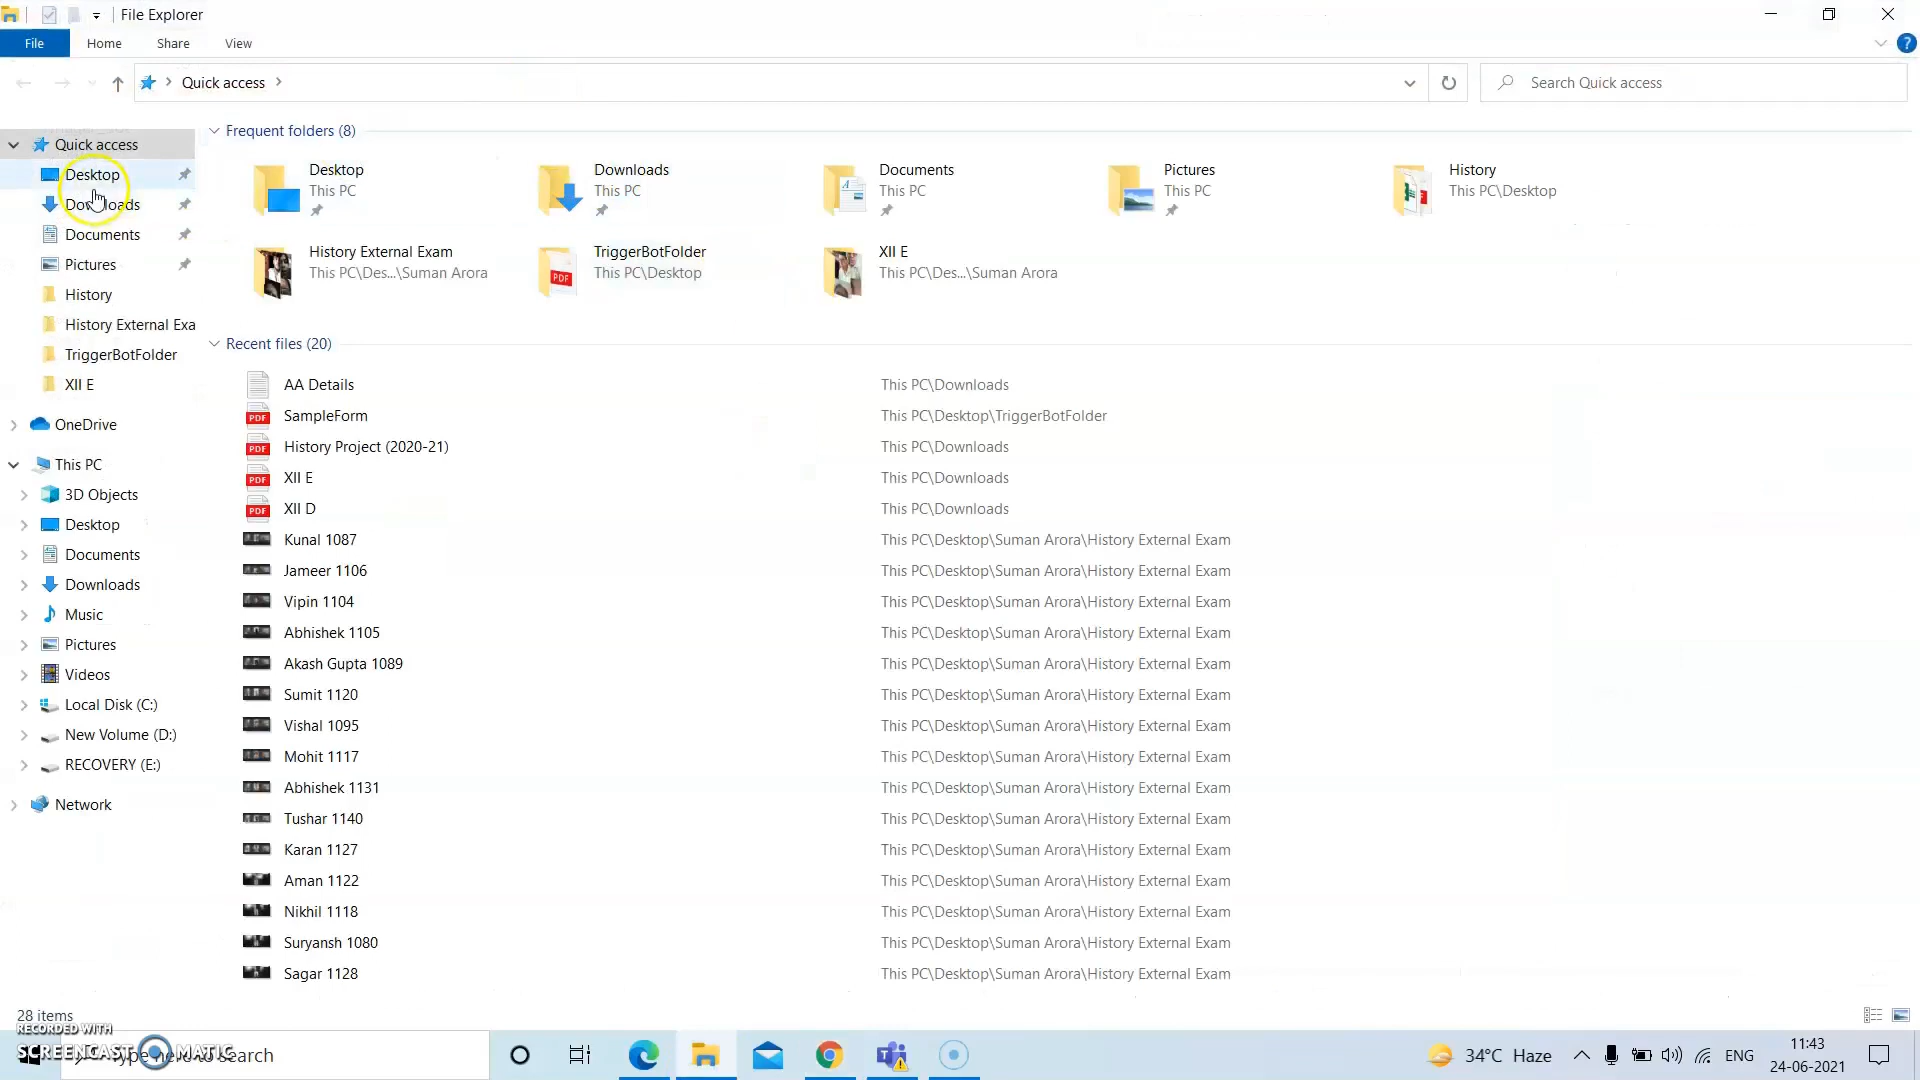 File Explorer
File Home Share View
Quick access
Search Quick access
Quick access
Desktop
Downloads
Documents
Pictures
History
History External Exa
TriggerBotFolder
XII E
OneDrive
This PC
3D Objects
Desktop
Documents
Downloads
Music
Pictures
Videos
Local Disk (C:)
New Volume (D:)
RECOVERY (E:)
Network
Frequent folders (8)
Desktop
This PC
Downloads
This PC
Documents
This PC
Pictures
This PC
History
This PC\Desktop
History External Exam
This PC\Des...\Suman Arora
TriggerBotFolder
This PC\Desktop
XII E
This PC\Des...\Suman Arora
Recent files (20)
AA Details This PC\Downloads
SampleForm This PC\Desktop\TriggerBotFolder
History Project (2020-21) This PC\Downloads
XII E This PC\Downloads
XII D This PC\Downloads
Kunal 1087 This PC\Desktop\Suman Arora\History External Exam
Jameer 1106 This PC\Desktop\Suman Arora\History External Exam
Vipin 1104 This PC\Desktop\Suman Arora\History External Exam
Abhishek 1105 This PC\Desktop\Suman Arora\History External Exam
Akash Gupta 1089 This PC\Desktop\Suman Arora\History External Exam
Sumit 1120 This PC\Desktop\Suman Arora\History External Exam
Vishal 1095 This PC\Desktop\Suman Arora\History External Exam
Mohit 1117 This PC\Desktop\Suman Arora\History External Exam
Abhishek 1131 This PC\Desktop\Suman Arora\History External Exam
Tushar 1140 This PC\Desktop\Suman Arora\History External Exam
Karan 1127 This PC\Desktop\Suman Arora\History External Exam
Aman 1122 This PC\Desktop\Suman Arora\History External Exam
Nikhil 1118 This PC\Desktop\Suman Arora\History External Exam
Suryansh 1080 This PC\Desktop\Suman Arora\History External Exam
Sagar 1128 This PC\Desktop\Suman Arora\History External Exam
28 items
RECORDED WITH
SCREENCAST MATIC
Type here to search
34°C Haze
ENG
11:43
24-06-2021